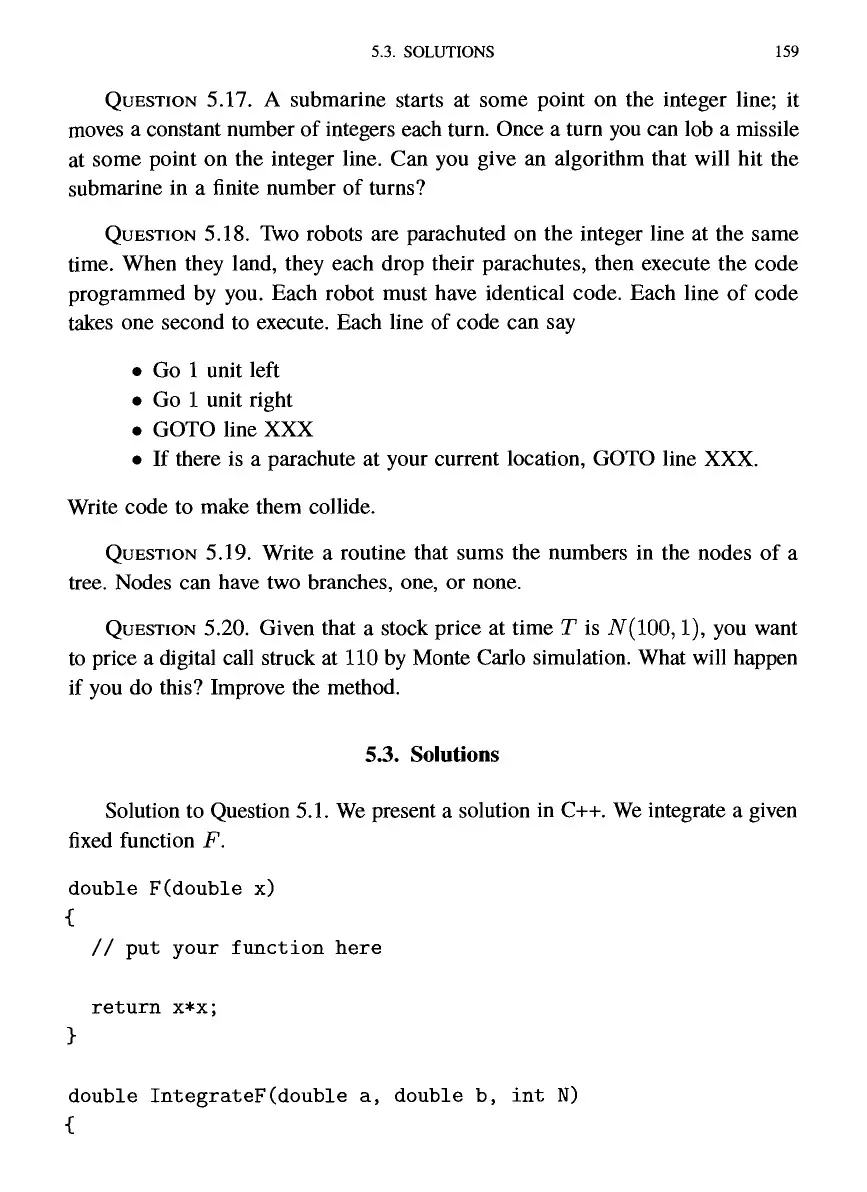 5.3. SOLUTIONS 159
QUESTION 5.17. A submarine starts at some point on the integer line; it
moves a constant number of integers each turn. Once a turn you can lob a missile
at some point on the integer line. Can you give an algorithm that will hit the
submarine in a finite number of turns?
QUESTION 5.18. Two robots are parachuted on the integer line at the same
time. When they land, they each drop their parachutes, then execute the code
programmed by you. Each robot must have identical code. Each line of code
takes one second to execute. Each line of code can say
• Go 1 unit left
• Go 1 unit right
• GOTO line XXX
• If there is a parachute at your current location, GOTO line XXX.
Write code to make them collide.
QUESTION 5.19. Write a routine that sums the numbers in the nodes of a
tree. Nodes can have two branches, one, or none.
QUESTION 5.20. Given that a stock price at time T is N(100, 1), you want
to price a digital call struck at 110 by Monte Carlo simulation. What will happen
if you do this? Improve the method.
5.3. Solutions
Solution to Question 5.1. We present a solution in C++. We integrate a given
fixed function F.
double F(double x)
{
// put your function here
return x*x;
}
double IntegrateF(double a, double b, int N)
{